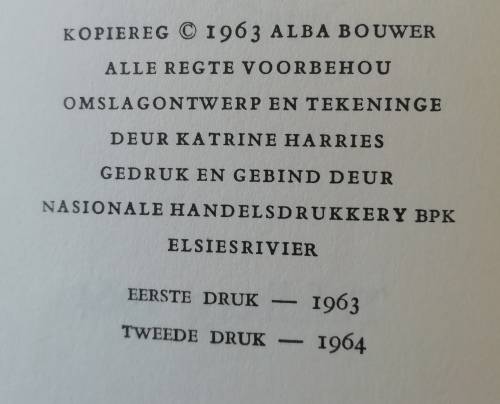 KOPIEREG © 1963 ALBA BOUWER
ALLE REGTE VOORBEHOU
OMSLAGONTWERP EN TEKENINGE
DEUR KATRINE HARRIES
GEDRUK EN GEBIND DEUR
NASIONALE HANDELSDRUKKERY BPK
ELSIESRIVIER
EERSTE DRUK — 1963
TWEEDE DRUK — 1964